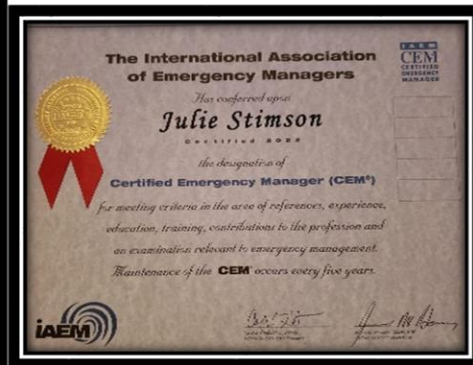 The International Association
of Emergency Managers
IAEM
CEM
CERTIFIED
EMERGENCY
MANAGER
Has conferred upon
Julie Stimson
Certified 2022
the designation of
Certified Emergency Manager (CEM®)
for meeting criteria in the area of references, experience,
education, training, contributions to the profession and
an examination relevant to emergency management.
Maintenance of the CEM® occurs every five years.
iAEM